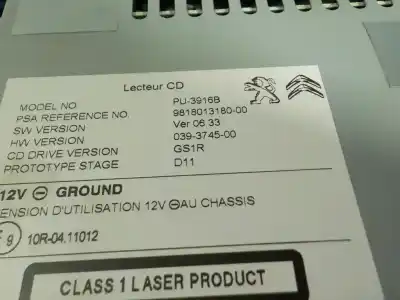 Lecteur CD
MODEL NO. PU-3916B
PSA REFERENCE NO. 9818013180-00
SW VERSION Ver 06.33
HW VERSION 039-3745-00
CD DRIVE VERSION GS1R
PROTOTYPE STAGE D11
12V ⊖ GROUND
ENSION D'UTILISATION 12V ⊖AU CHASSIS
9 10R-04.11012
CLASS 1 LASER PRODUCT